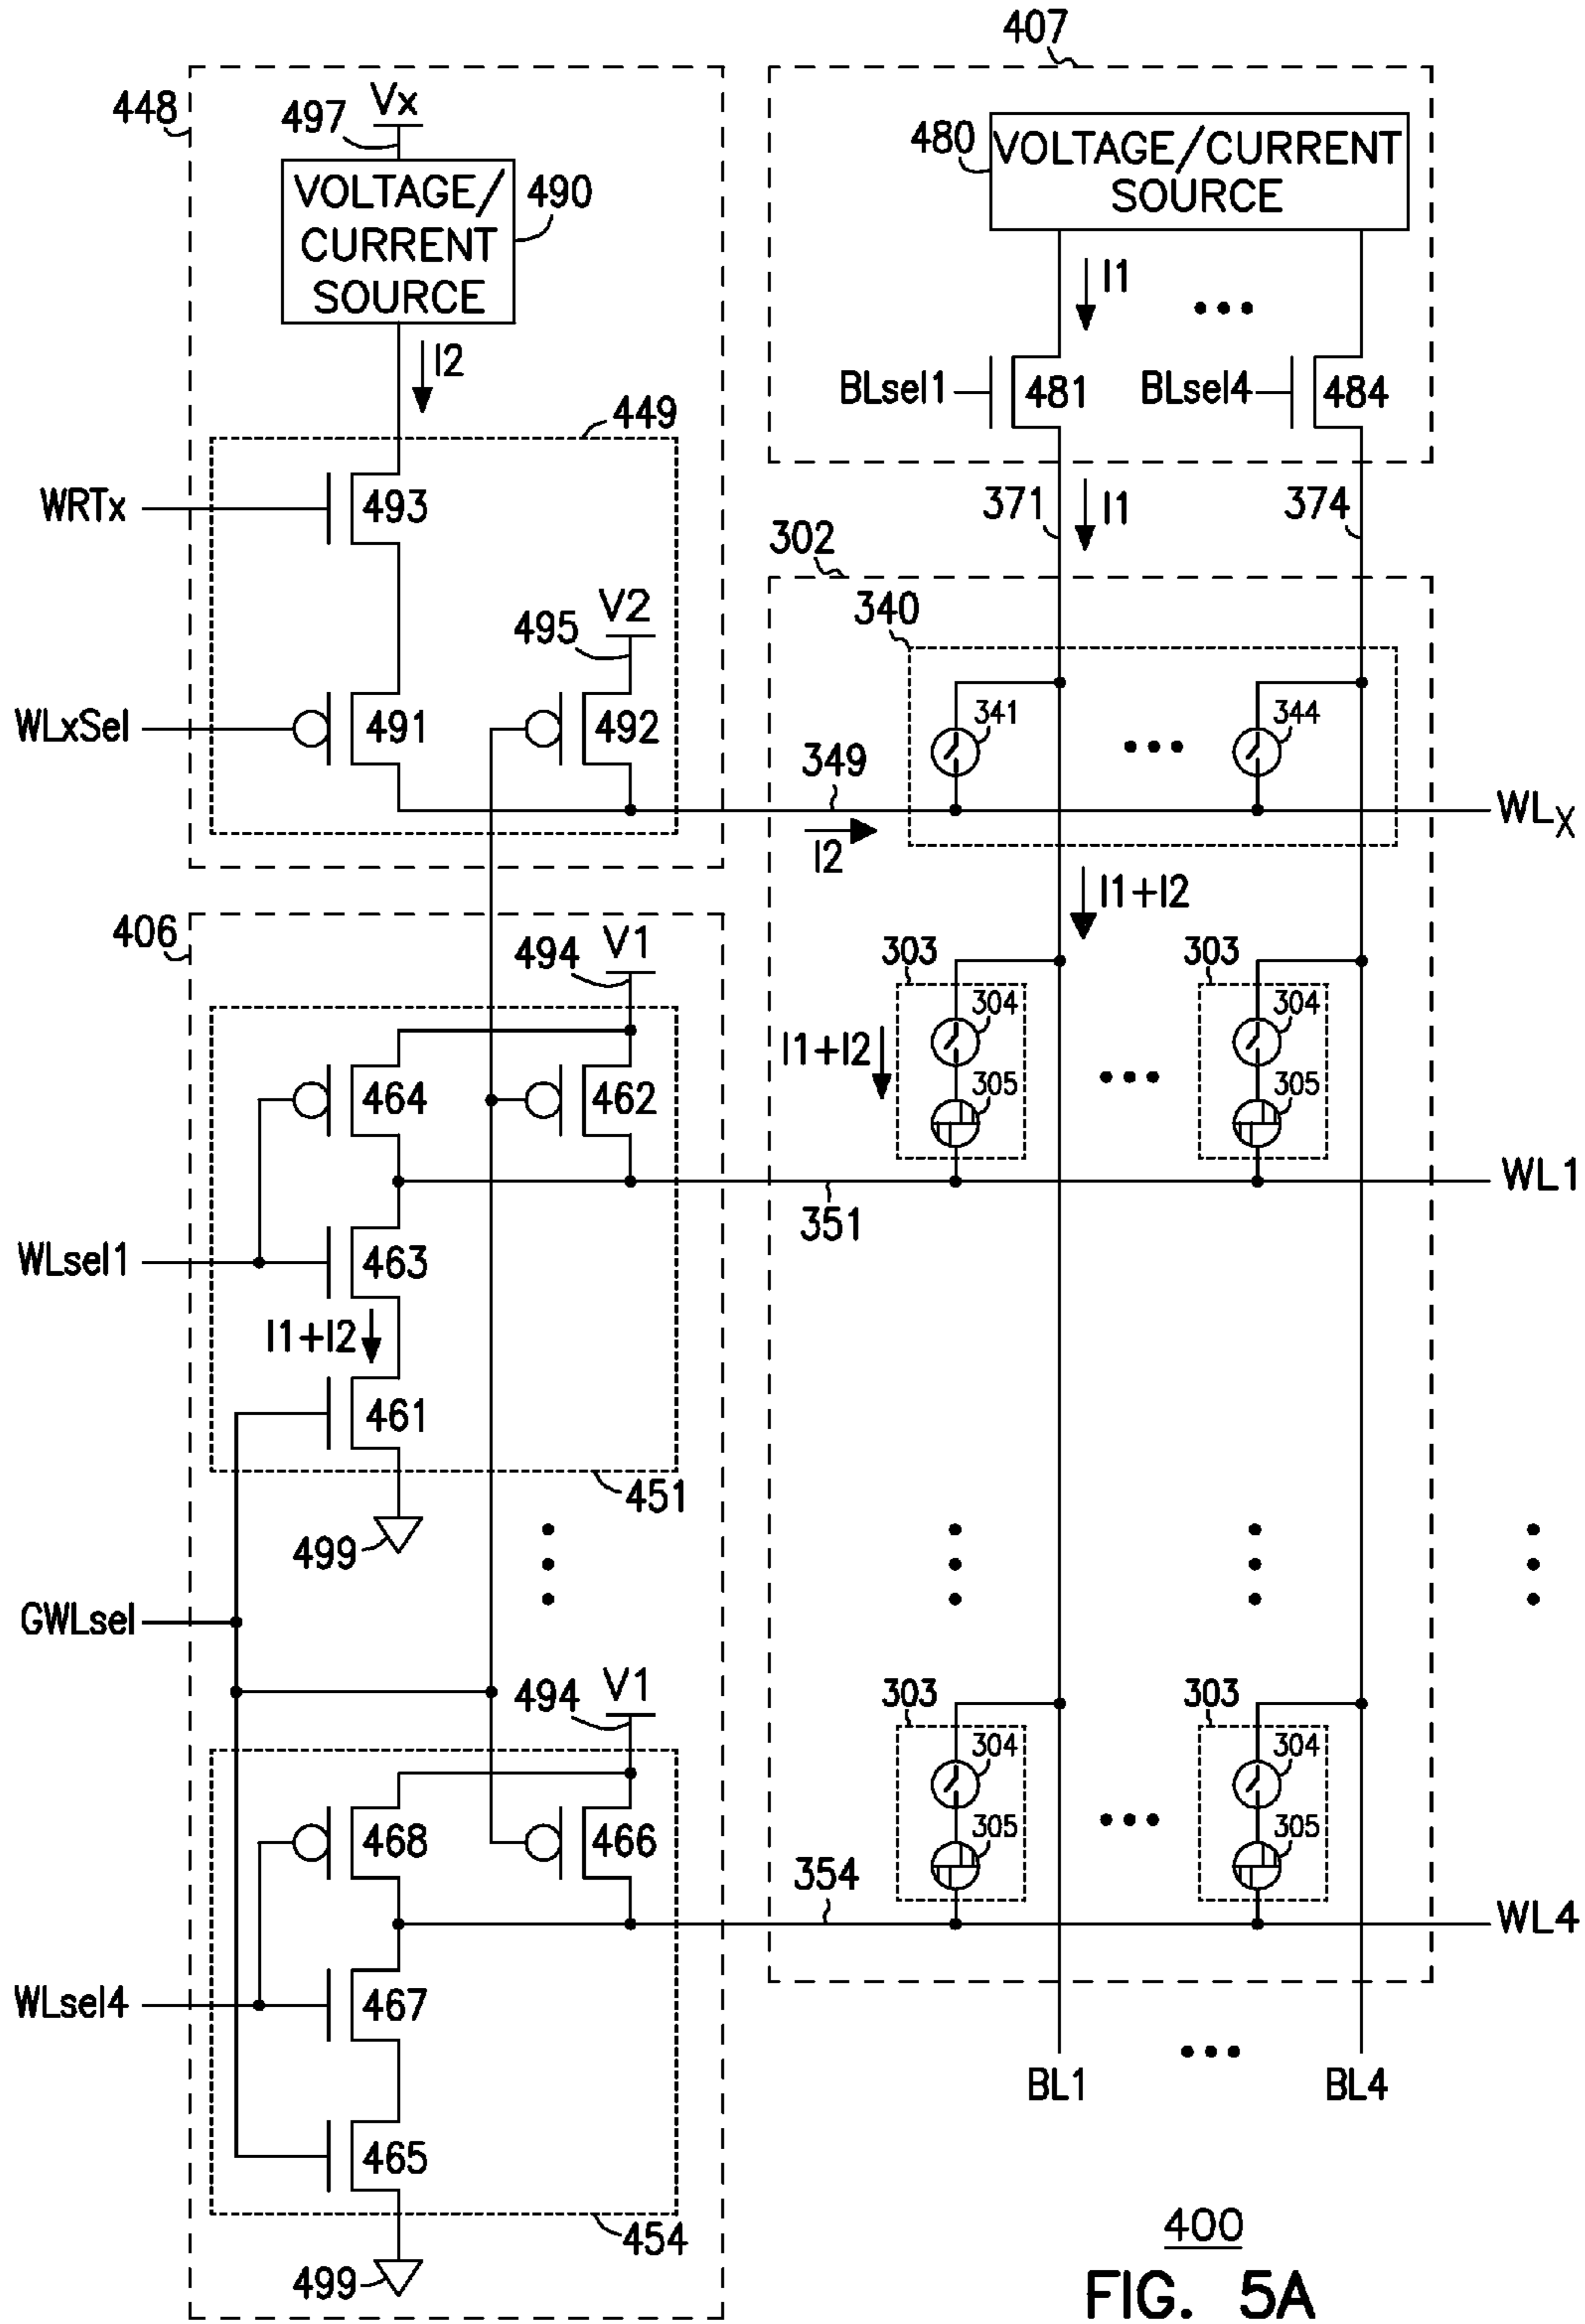 407
448
497
Vx
VOLTAGE/
CURRENT
SOURCE
490
480
VOLTAGE/CURRENT
SOURCE
I1
I2
BLsel1
481
BLsel4
484
449
WRTx
493
371
I1
374
302
340
V2
495
WLxSel
491
492
341
344
349
I2
WLX
I1+I2
406
V1
494
303
304
305
303
304
305
I1+I2
464
462
351
WL1
WLsel1
463
I1+I2
461
451
499
GWLsel
V1
494
303
304
305
303
304
305
468
466
354
WL4
WLsel4
467
BL1
BL4
465
454
499
400
FIG. 5A